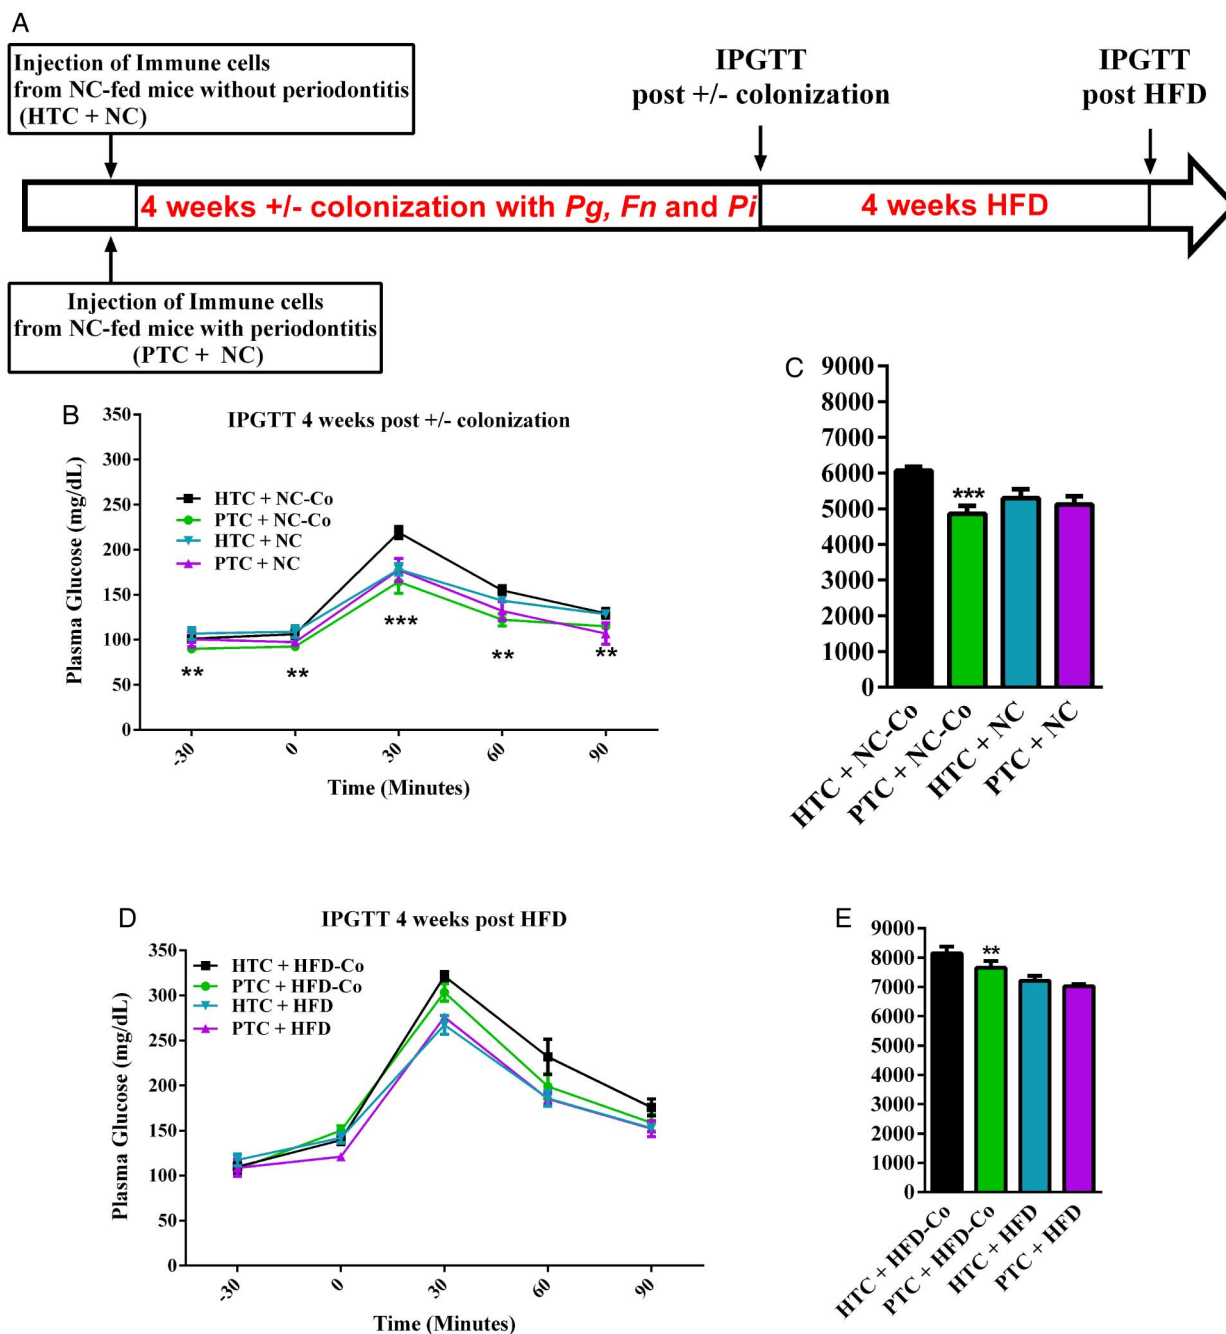 A
Injection of Immune cells
from NC-fed mice without periodontitis
(HTC + NC)
IPGTT
post +/- colonization
IPGTT
post HFD
4 weeks +/- colonization with Pg, Fn and Pi
4 weeks HFD
Injection of Immune cells
from NC-fed mice with periodontitis
(PTC + NC)
B
IPGTT 4 weeks post +/- colonization
Plasma Glucose (mg/dL)
350
300
250
200
150
100
50
0
HTC + NC-Co
PTC + NC-Co
HTC + NC
PTC + NC
**
**
***
**
**
-30
0
30
60
90
Time (Minutes)
C
9000
8000
7000
6000
5000
4000
3000
2000
1000
0
***
HTC + NC-Co
PTC + NC-Co
HTC + NC
PTC + NC
D
IPGTT 4 weeks post HFD
Plasma Glucose (mg/dL)
350
300
250
200
150
100
50
0
HTC + HFD-Co
PTC + HFD-Co
HTC + HFD
PTC + HFD
-30
0
30
60
90
Time (Minutes)
E
9000
8000
7000
6000
5000
4000
3000
2000
1000
0
**
HTC + HFD-Co
PTC + HFD-Co
HTC + HFD
PTC + HFD